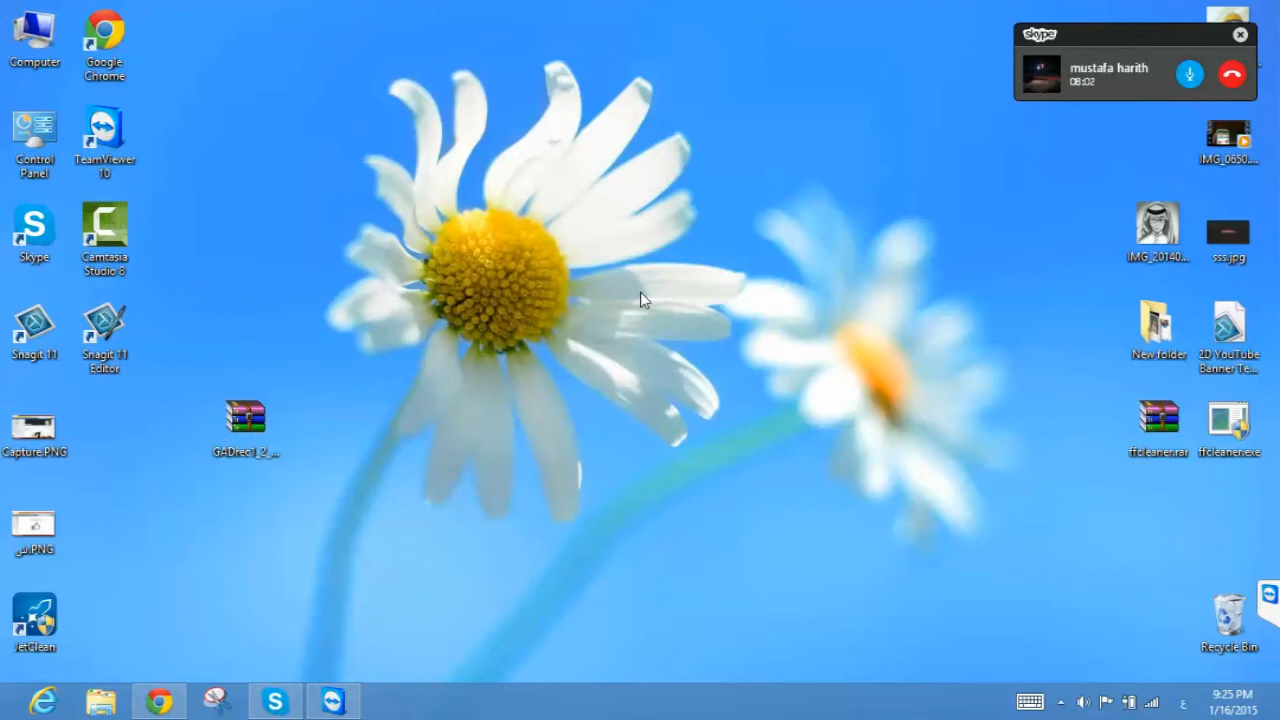 Computer
Google
Chrome
Control
Panel
TeamViewer
10
Skype
Camtasia
Studio 8
Snagit 11
Snagit 11
Editor
Capture.PNG
GADrec1_2_...
س.PNG
JetClean
skype
mustafa harith
08:02
IMG_0650....
IMG_20140...
sss.jpg
New folder
2D YouTube
Banner Te...
ffcleaner.rar
ffcleaner.exe
Recycle Bin
ع
9:25 PM
1/16/2015